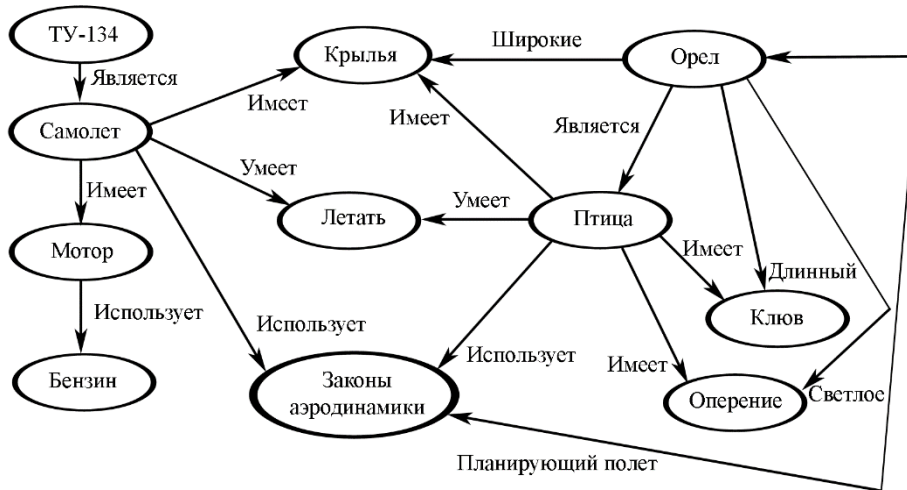 ТУ-134
Является
Самолет
Имеет
Мотор
Использует
Бензин
Крылья
Имеет
Широкие
Орел
Имеет
Является
Умеет
Летать
Умеет
Птица
Имеет
Длинный
Клюв
Использует
Законы
аэродинамики
Использует
Имеет
Оперение
Светлое
Планирующий полет